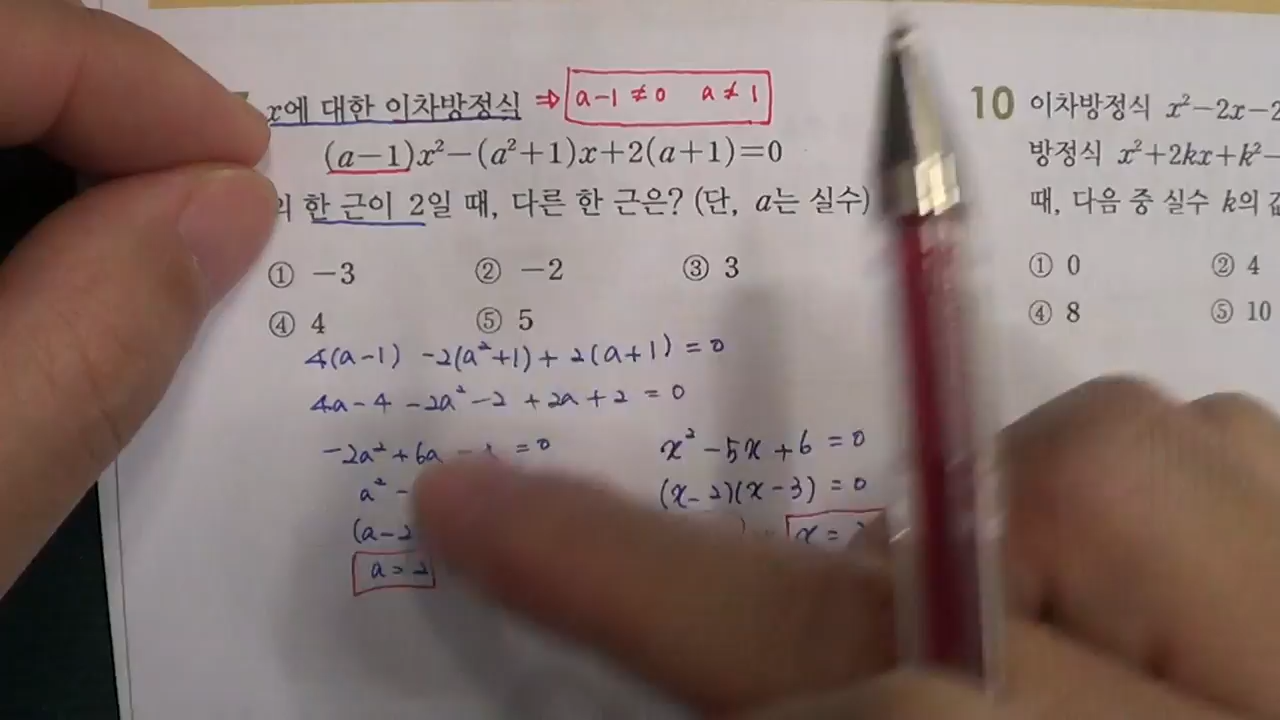 x에 대한 이차방정식 ⇒ a-1≠0 a≠1
(a-1)x²-(a²+1)x+2(a+1)=0
한 근이 2일 때, 다른 한 근은? (단, a는 실수)
① -3 ② -2 ③ 3
④ 4 ⑤ 5
4(a-1) -2(a²+1) + 2(a+1) = 0
4a-4 -2a²-2 +2a+2 = 0
-2a²+6a - = 0
a² -
(a-2
a=2
x²-5x+6=0
(x-2)(x-3)=0
x=
10 이차방정식 x²-2x-2
방정식 x²+2kx+k²-
때, 다음 중 실수 k의
① 0 ② 4
④ 8 ⑤ 10